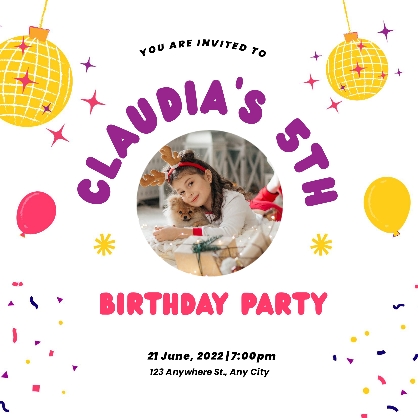 YOU ARE INVITED TO
CLAUDIA'S 5TH
BIRTHDAY PARTY
21 June, 2022 | 7:00pm
123 Anywhere St., Any City